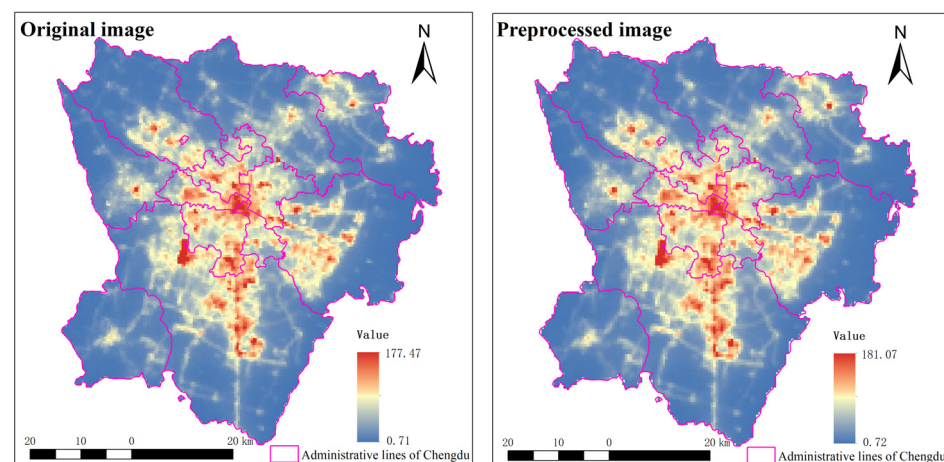 Original image
N
Value
177.47
0.71
20 10 0 20 km
Administrative lines of Chengdu
Preprocessed image
N
Value
181.07
0.72
20 10 0 20 km
Administrative lines of Chengdu